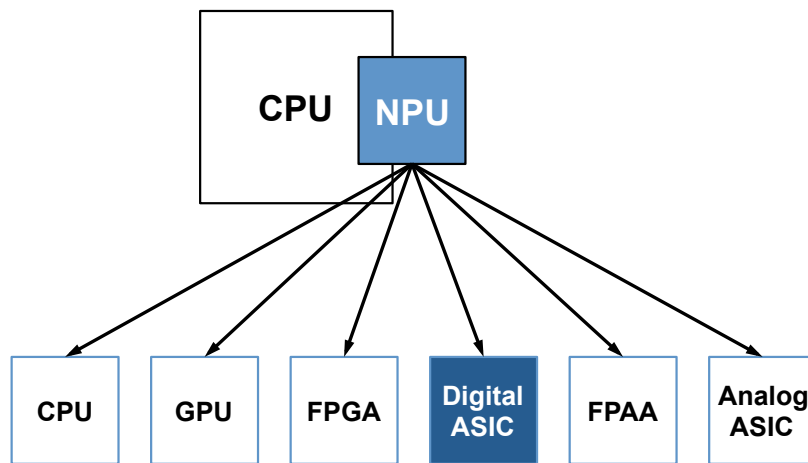 CPU
NPU
CPU
GPU
FPGA
Digital
ASIC
FPAA
Analog
ASIC